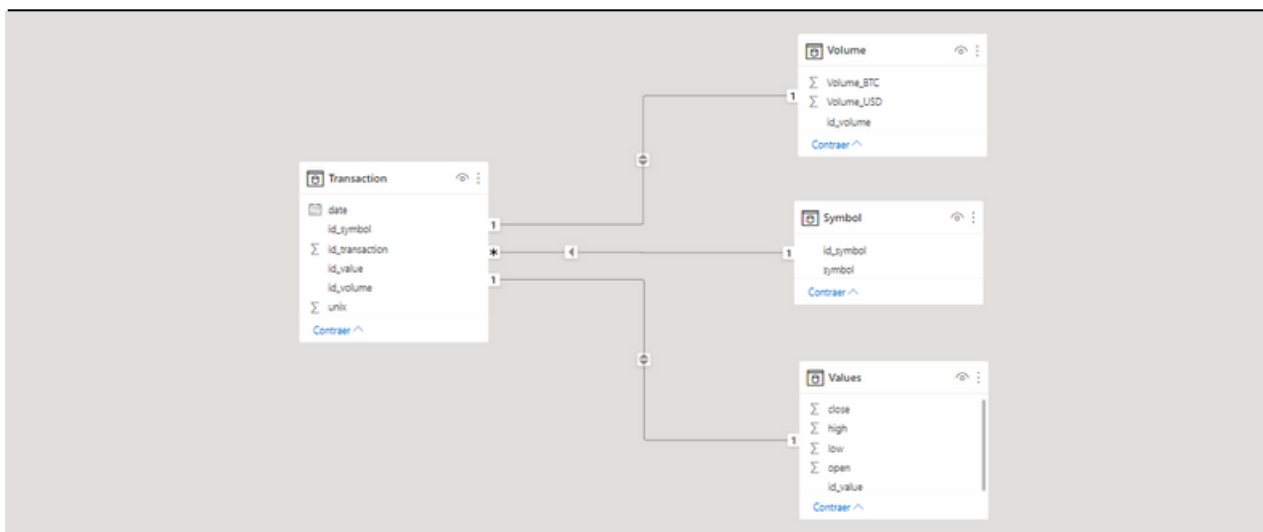 Transaction
date
id_symbol
id_transaction
id_value
id_volume
unix
Contraer
1
*
1
1
Volume
Volume_BTC
Volume_USD
id_volume
Contraer
1
Symbol
id_symbol
symbol
Contraer
1
Values
close
high
low
open
id_value
Contraer